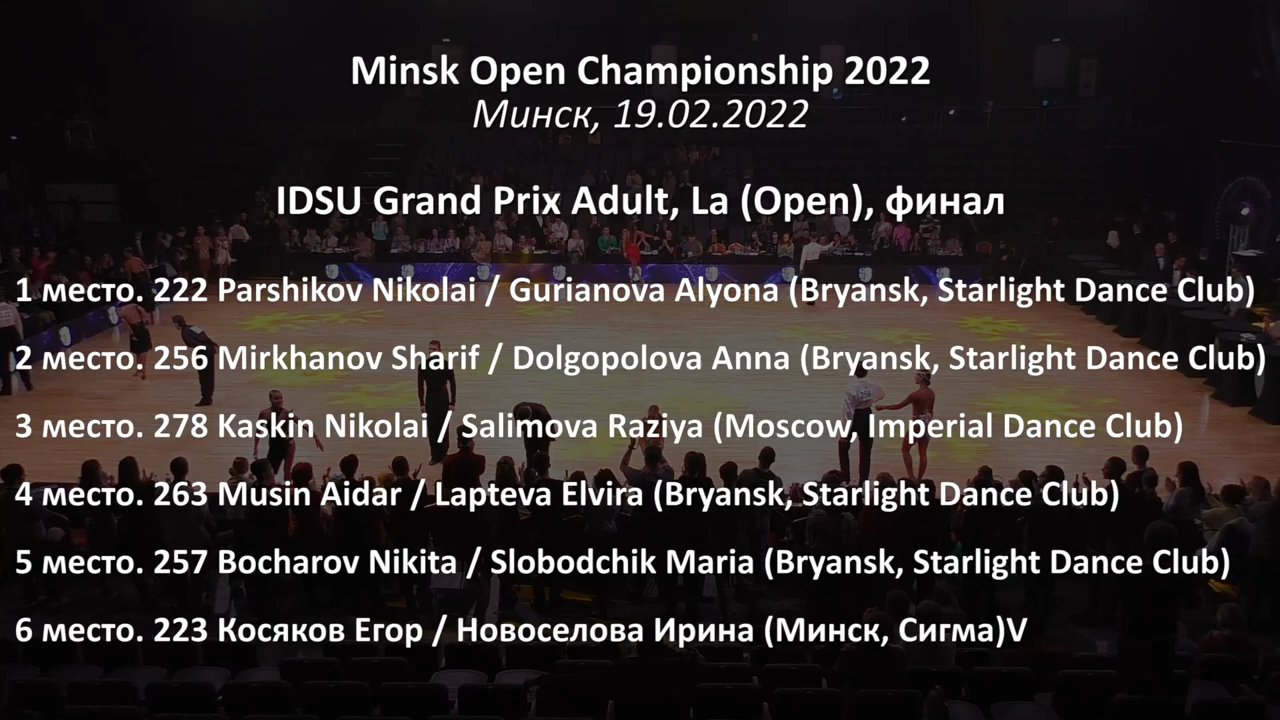 Minsk Open Championship 2022
Минск, 19.02.2022
IDSU Grand Prix Adult, La (Open), финал
1 место. 222 Parshikov Nikolai / Gurianova Alyona (Bryansk, Starlight Dance Club)
2 место. 256 Mirkhanov Sharif / Dolgopolova Anna (Bryansk, Starlight Dance Club)
3 место. 278 Kaskin Nikolai / Salimova Raziya (Moscow, Imperial Dance Club)
4 место. 263 Musin Aidar / Lapteva Elvira (Bryansk, Starlight Dance Club)
5 место. 257 Bocharov Nikita / Slobodchik Maria (Bryansk, Starlight Dance Club)
6 место. 223 Косяков Егор / Новоселова Ирина (Минск, Сигма)V